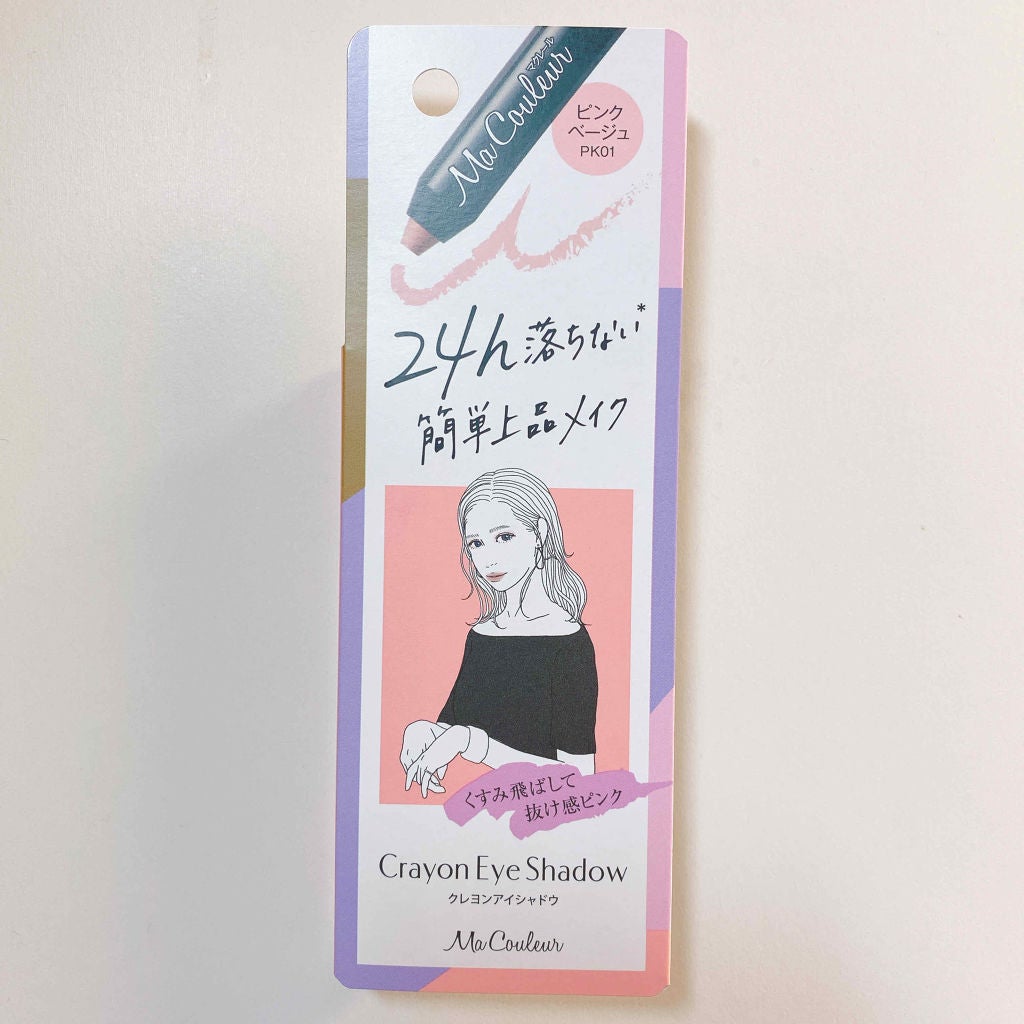 Ma Couleur
マクレール
ピンク
ベージュ
PK01
24h落ちない*
簡単上品メイク
くすみ飛ばして
抜け感ピンク
Crayon Eye Shadow
クレヨンアイシャドウ
Ma Couleur